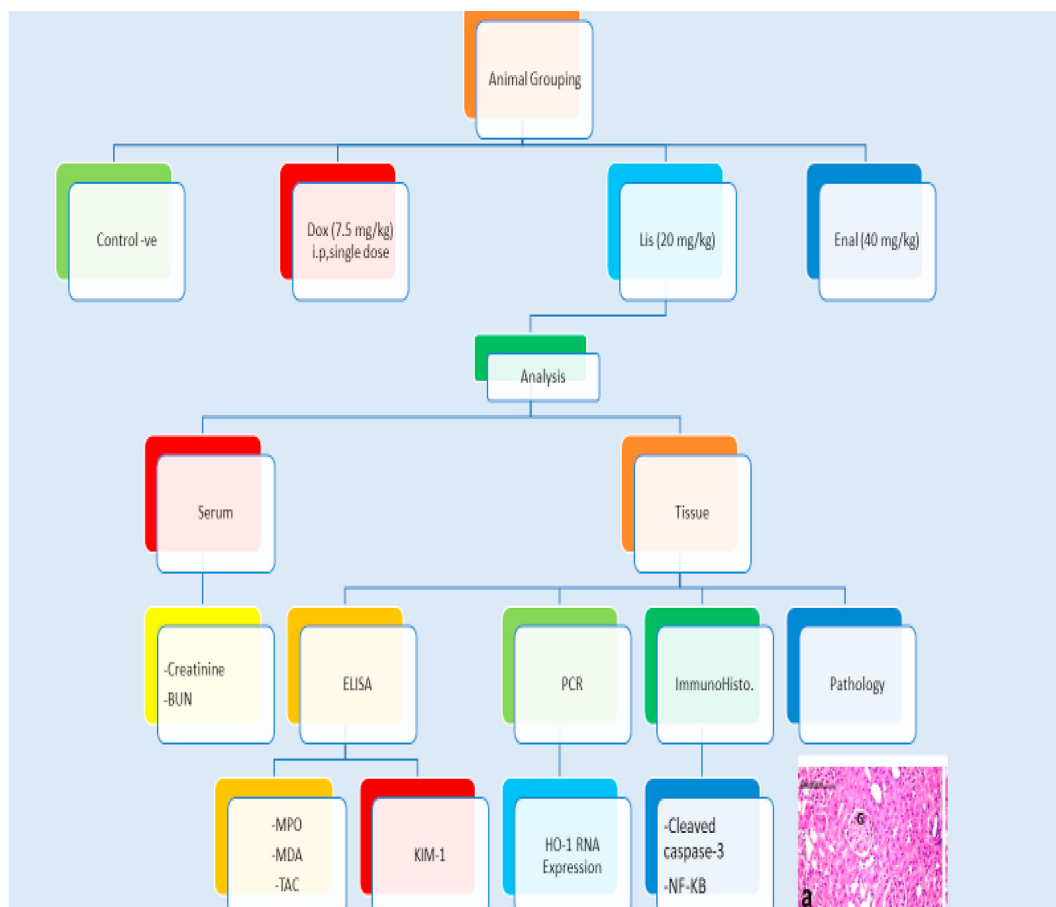 Animal Grouping
Control -ve
Dox (7.5 mg/kg)
i.p,single dose
Lis (20 mg/kg)
Enal (40 mg/kg)
Analysis
Serum
Tissue
-Creatinine
-BUN
ELISA
PCR
ImmunoHisto.
Pathology
-MPO
-MDA
-TAC
KIM-1
HO-1 RNA
Expression
-Cleaved
caspase-3
-NF-KB
G
a